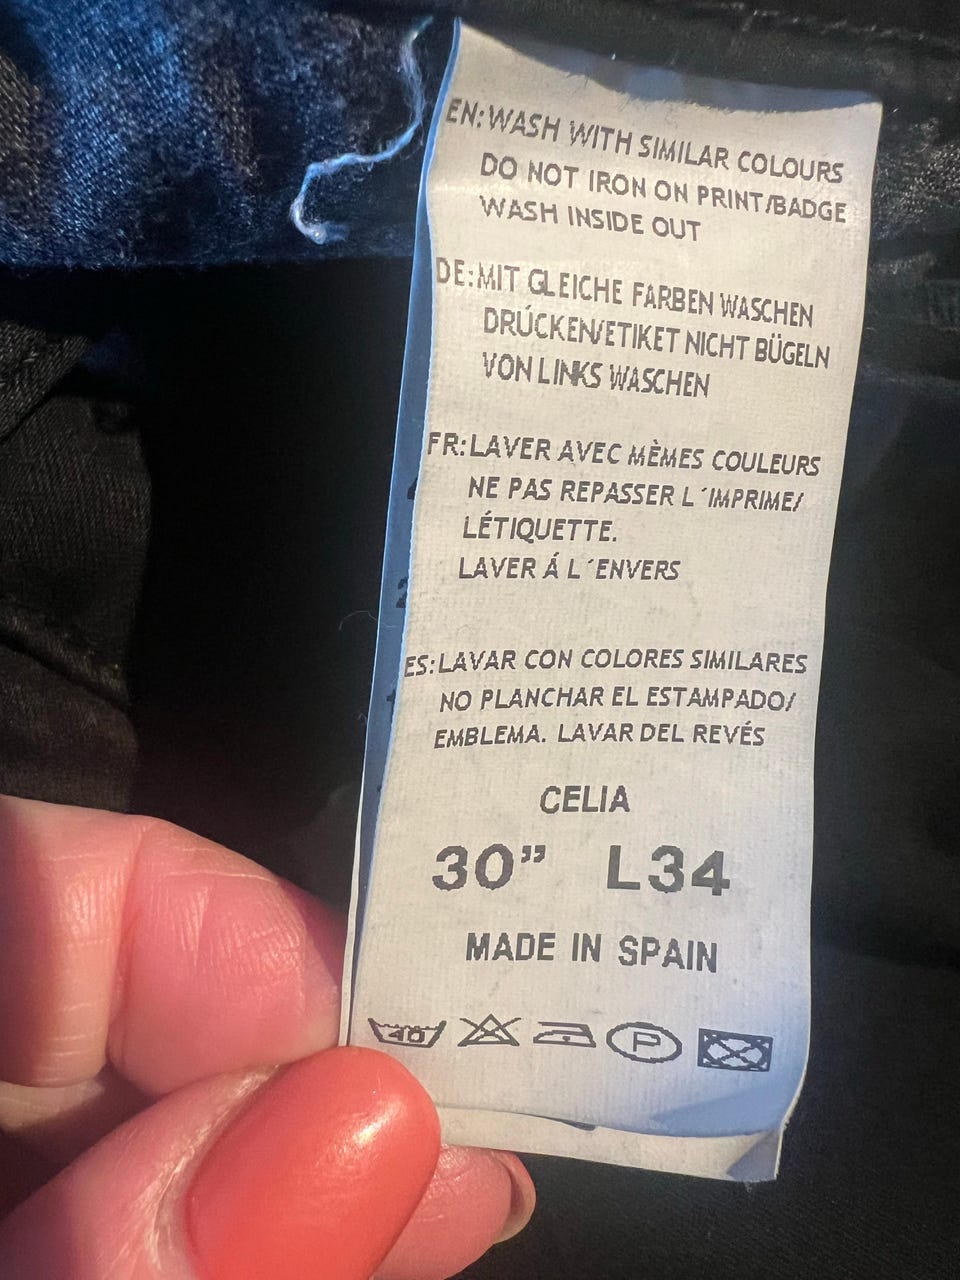 EN: WASH WITH SIMILAR COLOURS
DO NOT IRON ON PRINT/BADGE
WASH INSIDE OUT
DE: MIT GLEICHE FARBEN WASCHEN
DRÚCKEN/ETIKET NICHT BÜGELN
VON LINKS WASCHEN
FR: LAVER AVEC MÈMES COULEURS
NE PAS REPASSER L´IMPRIME/
LÉTIQUETTE.
LAVER Á L´ENVERS
ES: LAVAR CON COLORES SIMILARES
NO PLANCHAR EL ESTAMPADO/
EMBLEMA. LAVAR DEL REVÉS
CELIA
30” L34
MADE IN SPAIN
40 P